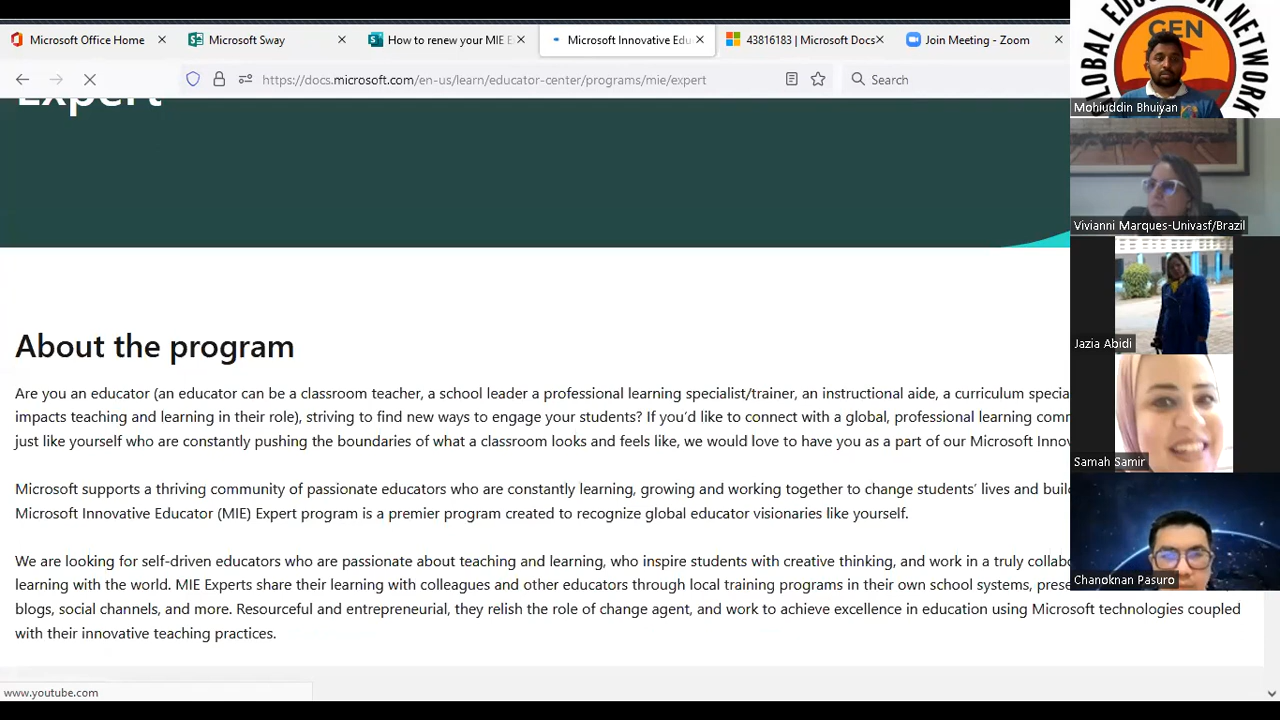 Microsoft Office Home
Microsoft Sway
How to renew your MIE E
Microsoft Innovative Edu
43816183 | Microsoft Docs
Join Meeting - Zoom
https://docs.microsoft.com/en-us/learn/educator-center/programs/mie/expert
Search
Expert
About the program
Are you an educator (an educator can be a classroom teacher, a school leader a professional learning specialist/trainer, an instructional aide, a curriculum specia
impacts teaching and learning in their role), striving to find new ways to engage your students? If you'd like to connect with a global, professional learning comm
just like yourself who are constantly pushing the boundaries of what a classroom looks and feels like, we would love to have you as a part of our Microsoft Innov
Microsoft supports a thriving community of passionate educators who are constantly learning, growing and working together to change students' lives and buil
Microsoft Innovative Educator (MIE) Expert program is a premier program created to recognize global educator visionaries like yourself.
We are looking for self-driven educators who are passionate about teaching and learning, who inspire students with creative thinking, and work in a truly collabo
learning with the world. MIE Experts share their learning with colleagues and other educators through local training programs in their own school systems, prese
blogs, social channels, and more. Resourceful and entrepreneurial, they relish the role of change agent, and work to achieve excellence in education using Microsoft technologies coupled
with their innovative teaching practices.
www.youtube.com
GLOBAL EDUCATION NETWORK
GEN
Mohiuddin Bhuiyan
Vivianni Marques-Univasf/Brazil
Jazia Abidi
Samah Samir
Chanoknan Pasuro